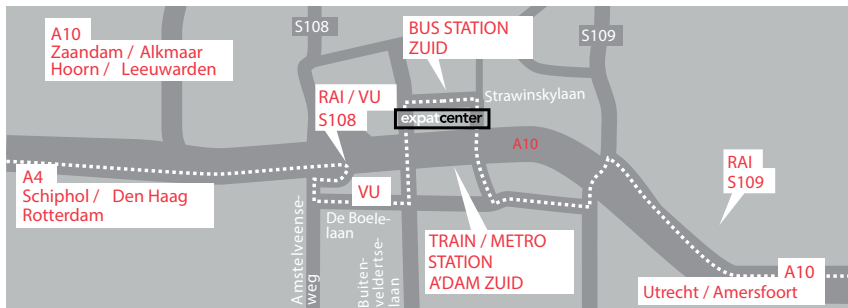 A10
Zaandam / Alkmaar
Hoorn / Leeuwarden
S108
BUS STATION
ZUID
S109
RAI / VU
S108
Strawinskylaan
expatcenter
A10
A4
Schiphol / Den Haag
Rotterdam
VU
RAI
S109
De Boele-
laan
Amstelveense-
weg
Buiten-
veldertse-
laan
TRAIN / METRO
STATION
A'DAM ZUID
A10
Utrecht / Amersfoort